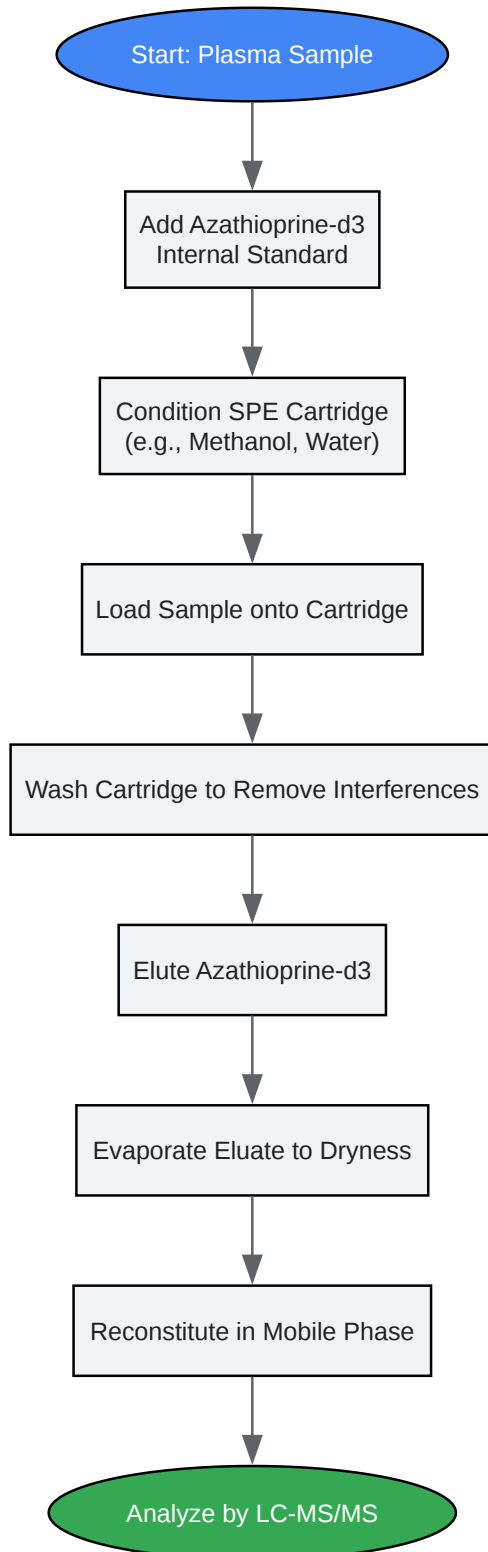 Start: Plasma Sample
Add Azathioprine-d3
Internal Standard
Condition SPE Cartridge
(e.g., Methanol, Water)
Load Sample onto Cartridge
Wash Cartridge to Remove Interferences
Elute Azathioprine-d3
Evaporate Eluate to Dryness
Reconstitute in Mobile Phase
Analyze by LC-MS/MS